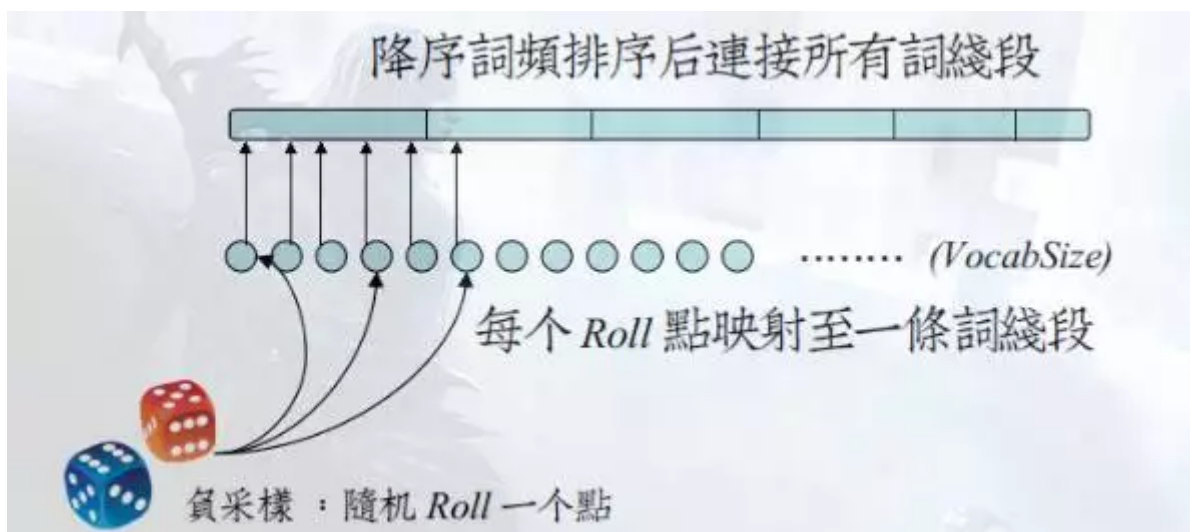 降序詞頻排序后連接所有詞綫段
········ (VocabSize)
每个 Roll 點映射至一條詞綫段
負采樣：隨机 Roll 一个點